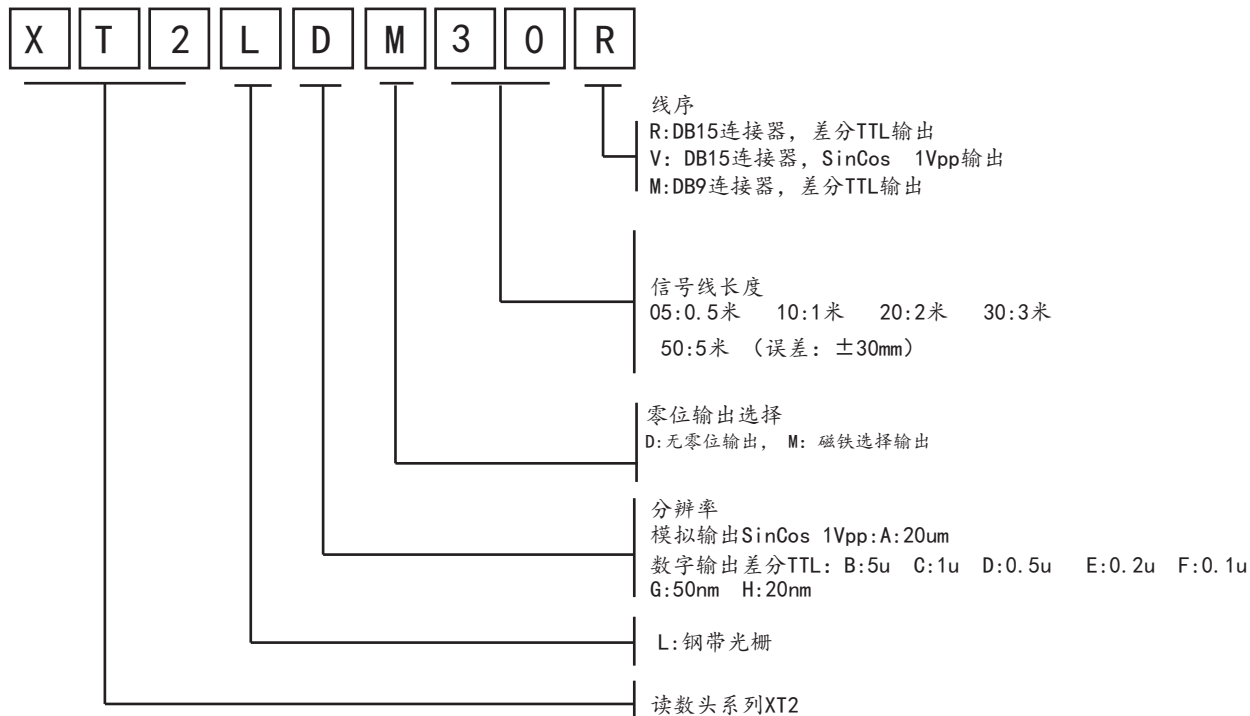 X T 2 L D M 3 0 R
线序
R:DB15连接器, 差分TTL输出
V: DB15连接器, SinCos 1Vpp输出
M:DB9连接器, 差分TTL输出
信号线长度
05:0.5米 10:1米 20:2米 30:3米
50:5米 (误差: ±30mm)
零位输出选择
D:无零位输出, M: 磁铁选择输出
分辨率
模拟输出SinCos 1Vpp:A:20um
数字输出差分TTL: B:5u C:1u D:0.5u E:0.2u F:0.1u
G:50nm H:20nm
L:钢带光栅
读数头系列XT2